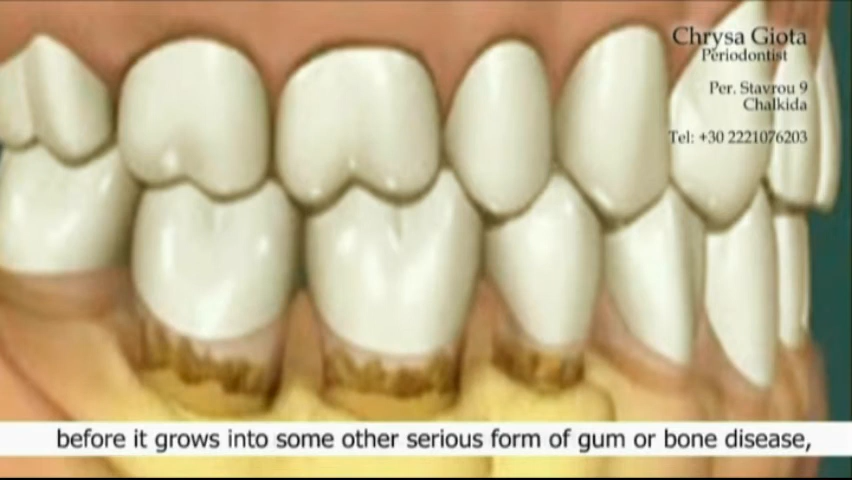 Chrysa Giota
Periodontist
Per. Stavrou 9
Chalkida
Tel: +30 2221076203
before it grows into some other serious form of gum or bone disease,